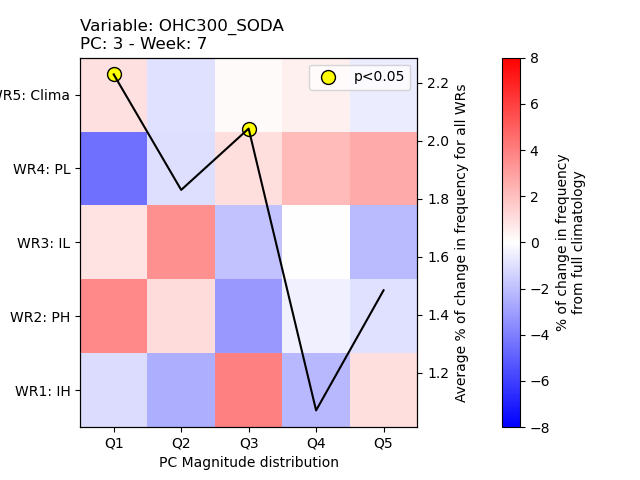 Variable: OHC300_SODA
PC: 3 - Week: 7
p<0.05
WR5: Clima
WR4: PL
WR3: IL
WR2: PH
WR1: IH
Q1 Q2 Q3 Q4 Q5
PC Magnitude distribution
2.2
2.0
1.8
1.6
1.4
1.2
Average % of change in frequency for all WRs
8
6
4
2
0
−2
−4
−6
−8
% of change in frequency
from full climatology